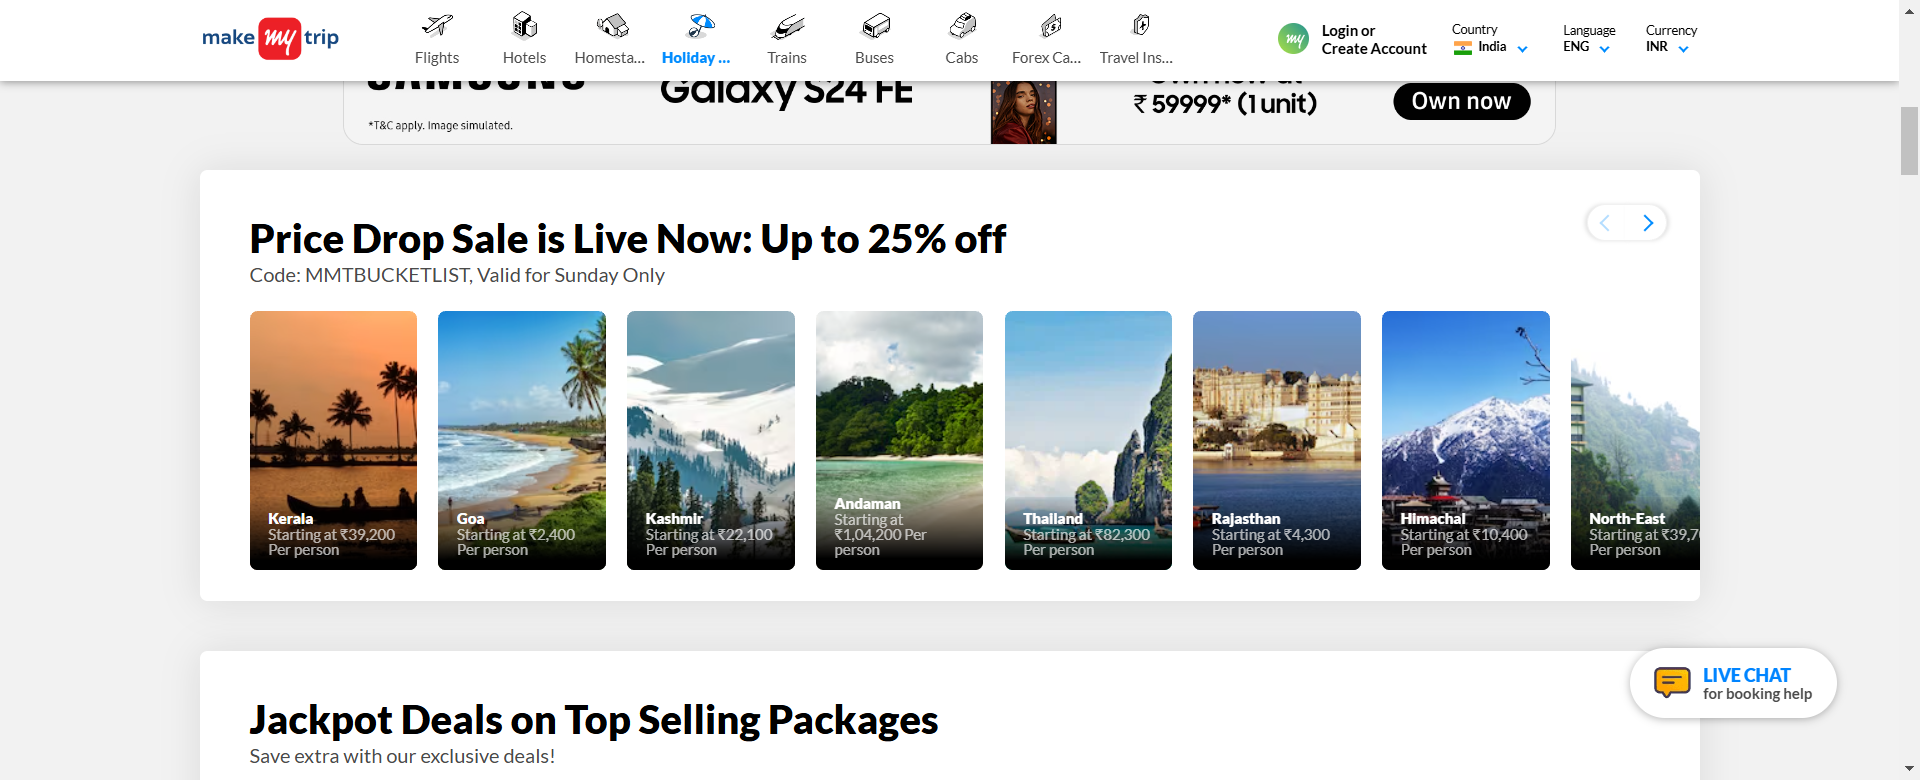 make my trip
Flights
Hotels
Homesta...
Holiday ...
Trains
Buses
Cabs
Forex Ca...
Travel Ins...
my
Login or
Create Account
Country
India
Language
ENG
Currency
INR
SAMSUNG
*T&C apply. Image simulated.
Galaxy S24 FE
₹ 59999* (1 unit)
Own now
Price Drop Sale is Live Now: Up to 25% off
Code: MMTBUCKETLIST, Valid for Sunday Only
Kerala
Starting at ₹39,200
Per person
Goa
Starting at ₹2,400
Per person
Kashmir
Starting at ₹22,100
Per person
Andaman
Starting at
₹1,04,200 Per
person
Thailand
Starting at ₹82,300
Per person
Rajasthan
Starting at ₹4,300
Per person
Himachal
Starting at ₹10,400
Per person
North-East
Starting at ₹39,7
Per person
LIVE CHAT
for booking help
Jackpot Deals on Top Selling Packages
Save extra with our exclusive deals!